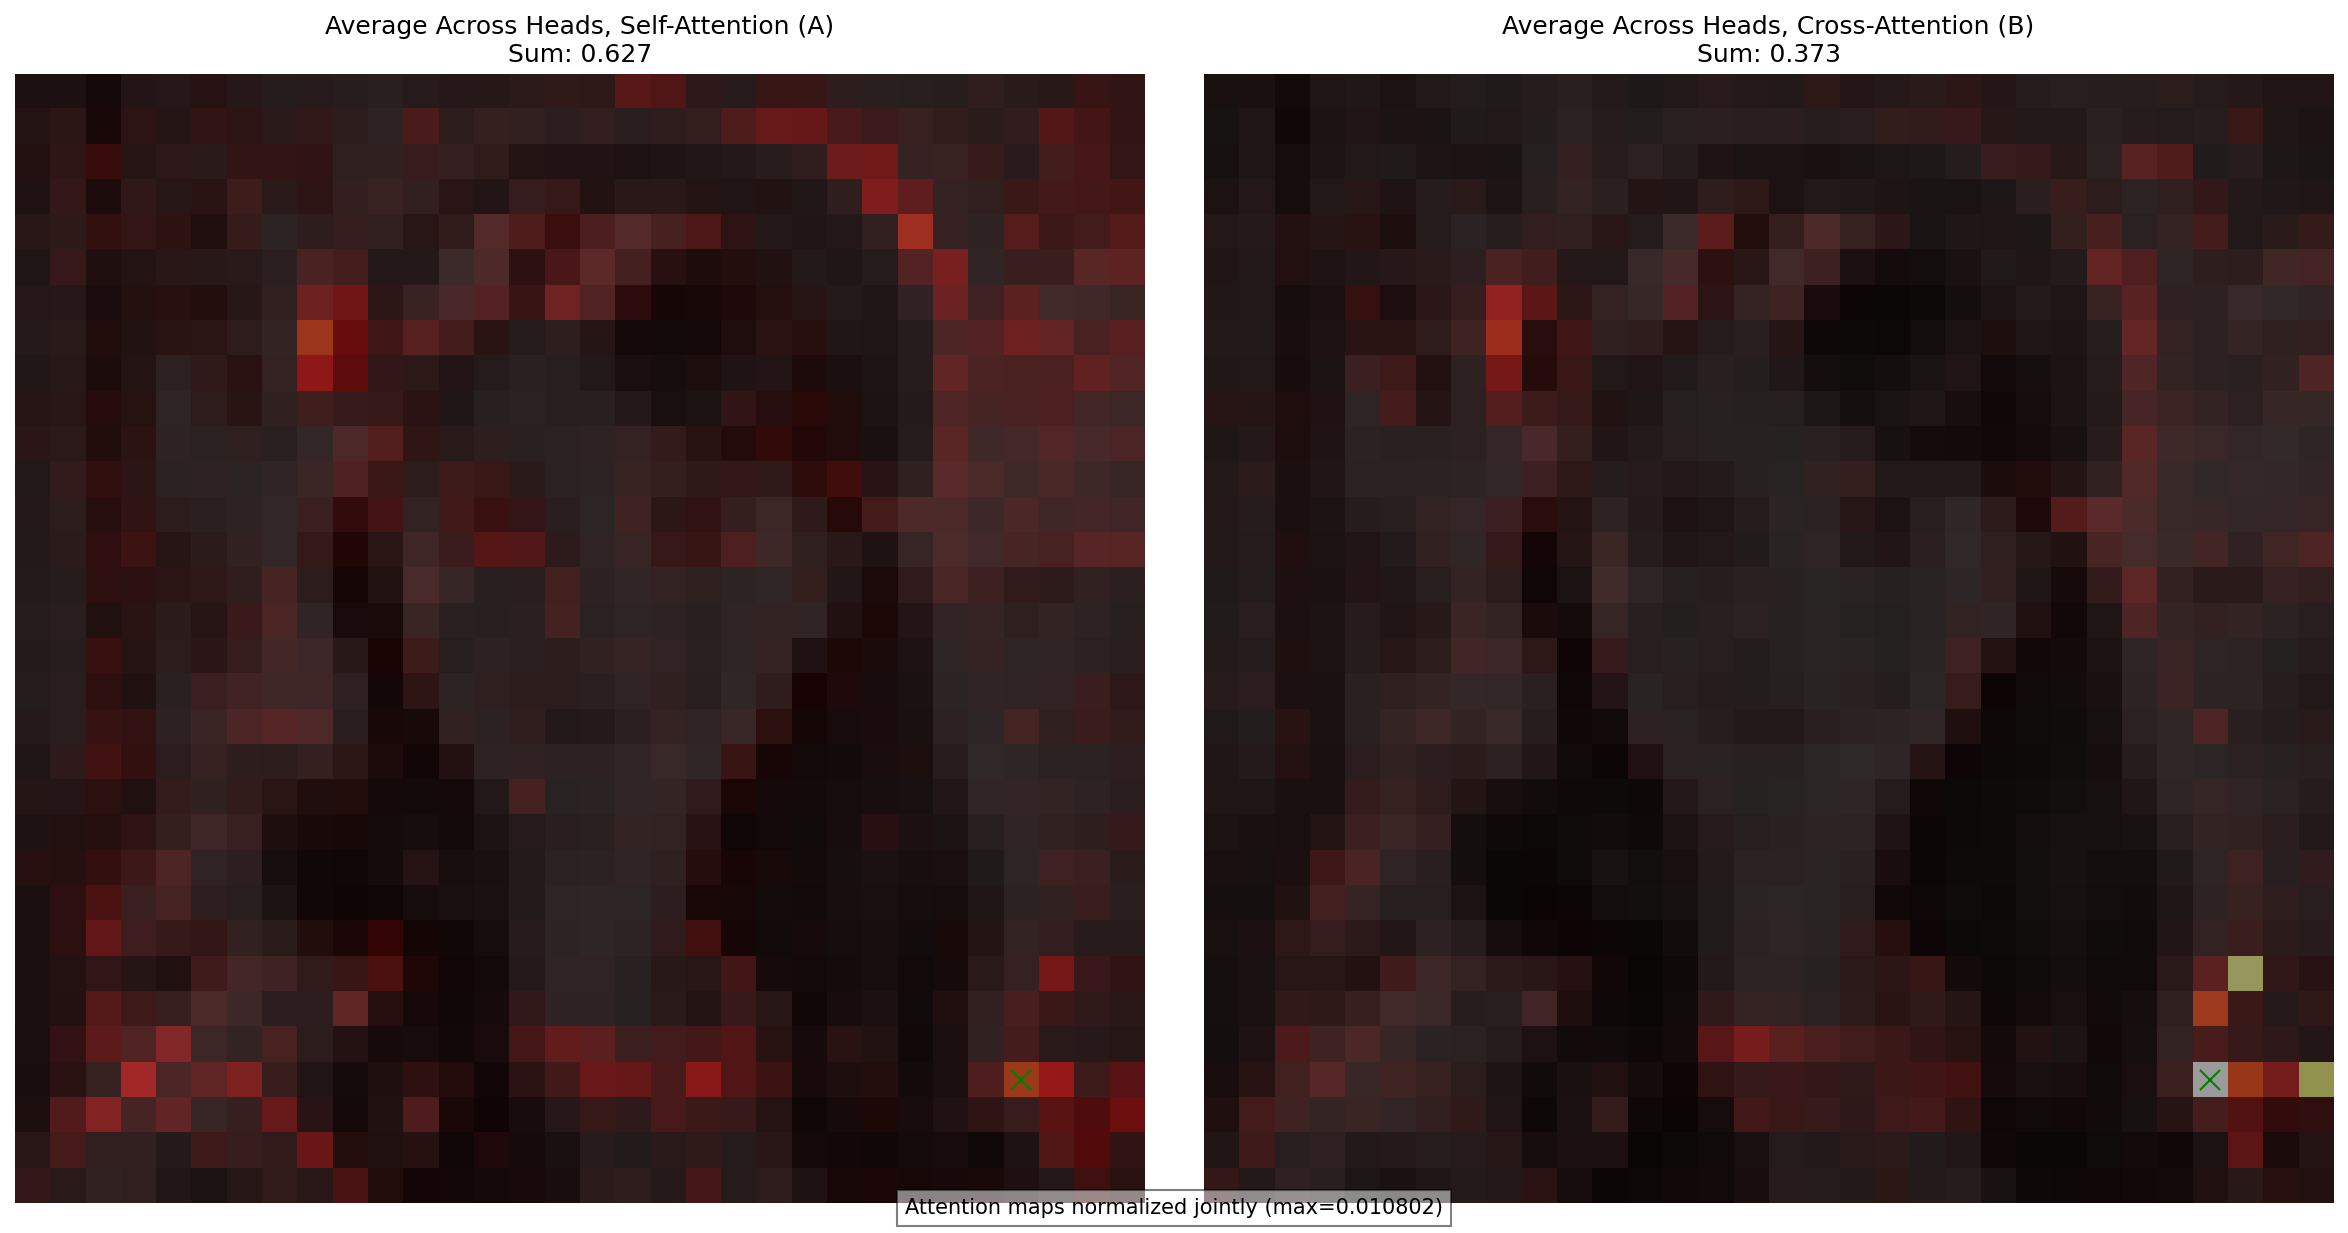 Average Across Heads, Self-Attention (A)
Sum: 0.627
Average Across Heads, Cross-Attention (B)
Sum: 0.373
Attention maps normalized jointly (max=0.010802)